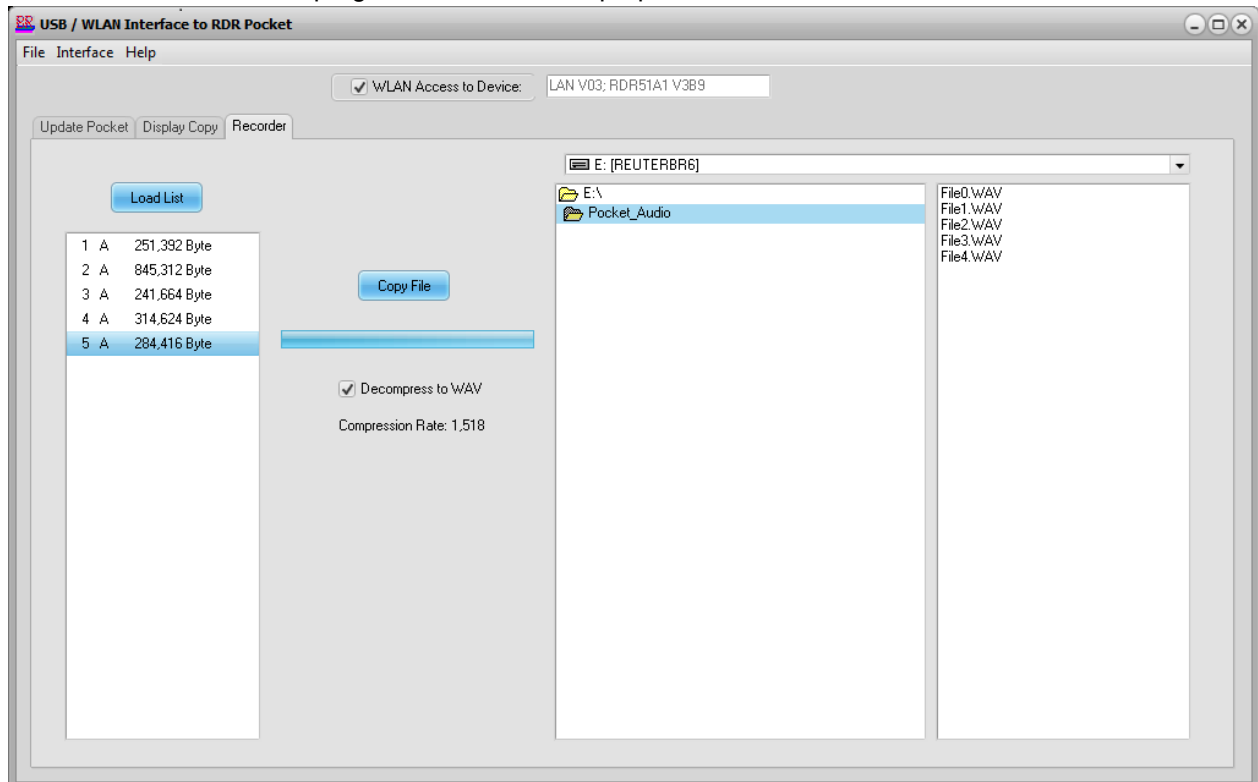 USB / WLAN Interface to RDR Pocket
File Interface Help
WLAN Access to Device: LAN V03; RDR51A1 V3B9
Update Pocket Display Copy Recorder
E: [REUTERBR6]
Load List
1 A 251,392 Byte
2 A 845,312 Byte
3 A 241,664 Byte
4 A 314,624 Byte
5 A 284,416 Byte
Copy File
Decompress to WAV
Compression Rate: 1,518
E:\
Pocket_Audio
File0.WAV
File1.WAV
File2.WAV
File3.WAV
File4.WAV